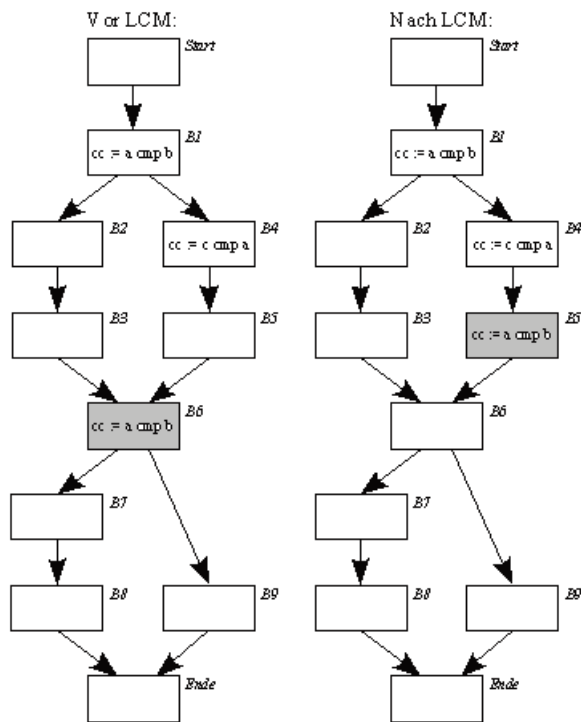 Vor LCM:
Start
B1
cc := a cmp b
B2
B4
cc := c cmp a
B3
B5
B6
cc := a cmp b
B7
B8
B9
Ende
Nach LCM:
Start
B1
cc := a cmp b
B2
B4
cc := c cmp a
B3
B5
cc := a cmp b
B6
B7
B8
B9
Ende